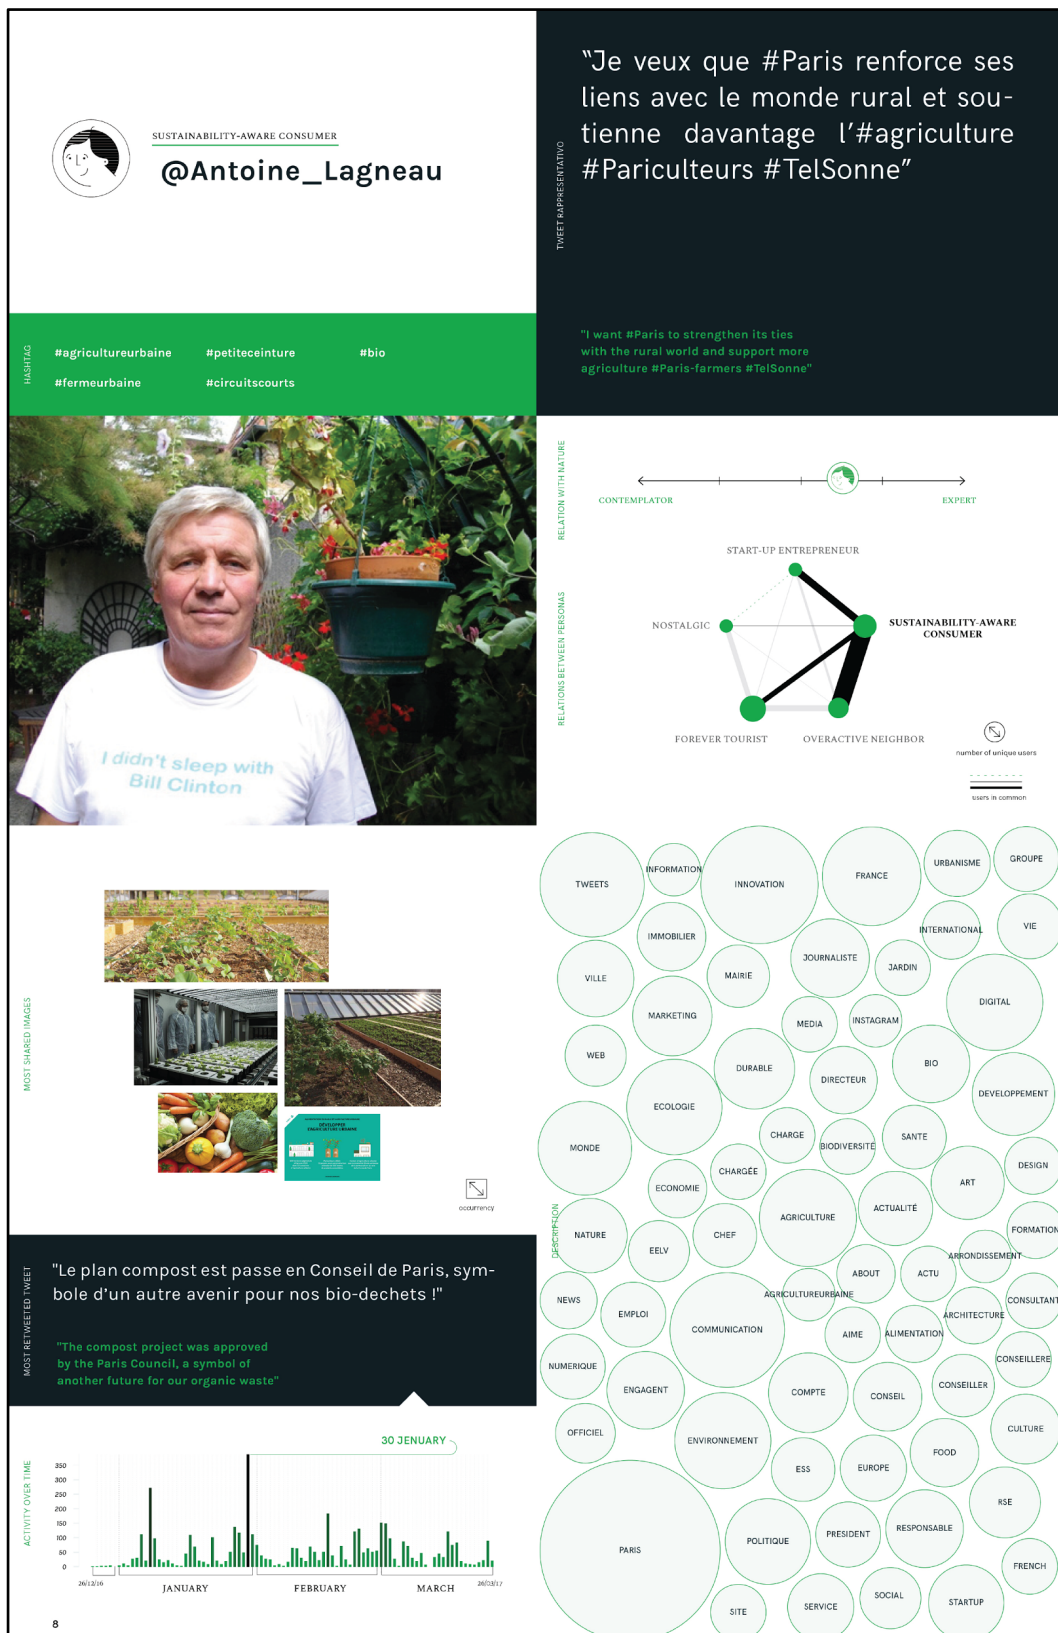 SUSTAINABILITY-AWARE CONSUMER
@Antoine_Lagneau
TWEET RAPPRESENTATIVO
"Je veux que #Paris renforce ses
liens avec le monde rural et sou-
tienne davantage l'#agriculture
#Pariculteurs #TelSonne"
"I want #Paris to strengthen its ties
with the rural world and support more
agriculture #Paris-farmers #TelSonne"
HASHTAG
#agricultureurbaine #petiteceinture #bio
#fermeurbaine #circuitscourts
I didn't sleep with
Bill Clinton
RELATION WITH NATURE
CONTEMPLATOR EXPERT
RELATIONS BETWEEN PERSONAS
START-UP ENTREPRENEUR
NOSTALGIC
SUSTAINABILITY-AWARE
CONSUMER
FOREVER TOURIST OVERACTIVE NEIGHBOR
number of unique users
users in common
MOST SHARED IMAGES
DÉVELOPPER
L'AGRICULTURE URBAINE
occurrency
MOST RETWEETED TWEET
"Le plan compost est passe en Conseil de Paris, sym-
bole d'un autre avenir pour nos bio-dechets !"
"The compost project was approved
by the Paris Council, a symbol of
another future for our organic waste"
ACTIVITY OVER TIME
30 JENUARY
350
300
250
200
150
100
50
0
26/12/16 26/03/17
JANUARY FEBRUARY MARCH
8
DESCRIPTION
TWEETS
INFORMATION
INNOVATION
FRANCE
URBANISME
GROUPE
IMMOBILIER
INTERNATIONAL
VIE
VILLE
MAIRIE
JOURNALISTE
JARDIN
DIGITAL
MARKETING
MEDIA
INSTAGRAM
WEB
DURABLE
DIRECTEUR
BIO
DEVELOPPEMENT
ECOLOGIE
MONDE
CHARGE
BIODIVERSITÉ
SANTE
CHARGÉE
ECONOMIE
ART
DESIGN
AGRICULTURE
ACTUALITÉ
NATURE
EELV
CHEF
FORMATION
ARRONDISSEMENT
ABOUT
ACTU
NEWS
EMPLOI
AGRICULTUREURBAINE
ARCHITECTURE
CONSULTANT
COMMUNICATION
AIME
ALIMENTATION
NUMERIQUE
CONSEILLERE
ENGAGENT
COMPTE
CONSEIL
CONSEILLER
OFFICIEL
ENVIRONNEMENT
CULTURE
ESS
EUROPE
FOOD
RSE
PARIS
POLITIQUE
PRESIDENT
RESPONSABLE
FRENCH
SITE
SERVICE
SOCIAL
STARTUP